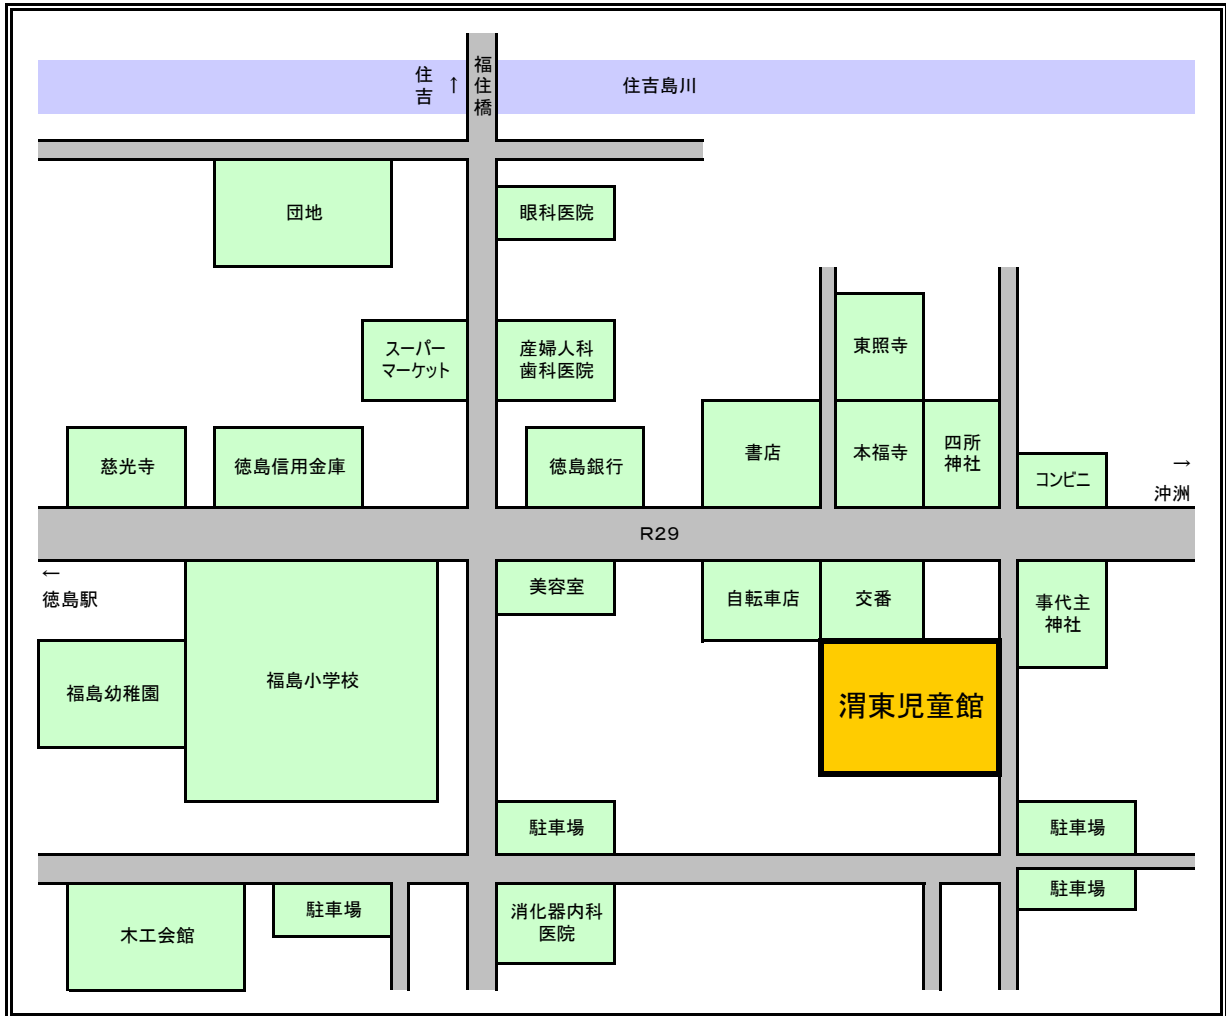 住吉
↑
福住橋
住吉島川
団地
眼科医院
スーパー
マーケット
産婦人科
歯科医院
東照寺
慈光寺
徳島信用金庫
徳島銀行
書店
本福寺
四所
神社
コンビニ
→
沖洲
R29
←
徳島駅
美容室
自転車店
交番
事代主
神社
福島幼稚園
福島小学校
渭東児童館
駐車場
駐車場
駐車場
木工会館
駐車場
消化器内科
医院